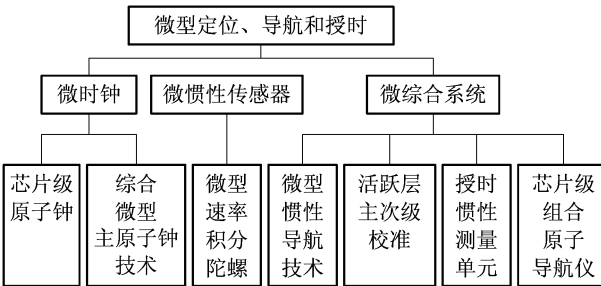 微型定位、导航和授时
微时钟
微惯性传感器
微综合系统
芯片级
原子钟
综合
微型
主原子钟
技术
微型
速率
积分
陀螺
微型
惯性
导航
技术
活跃层
主次级
校准
授时
惯性
测量
单元
芯片级
组合
原子
导航仪